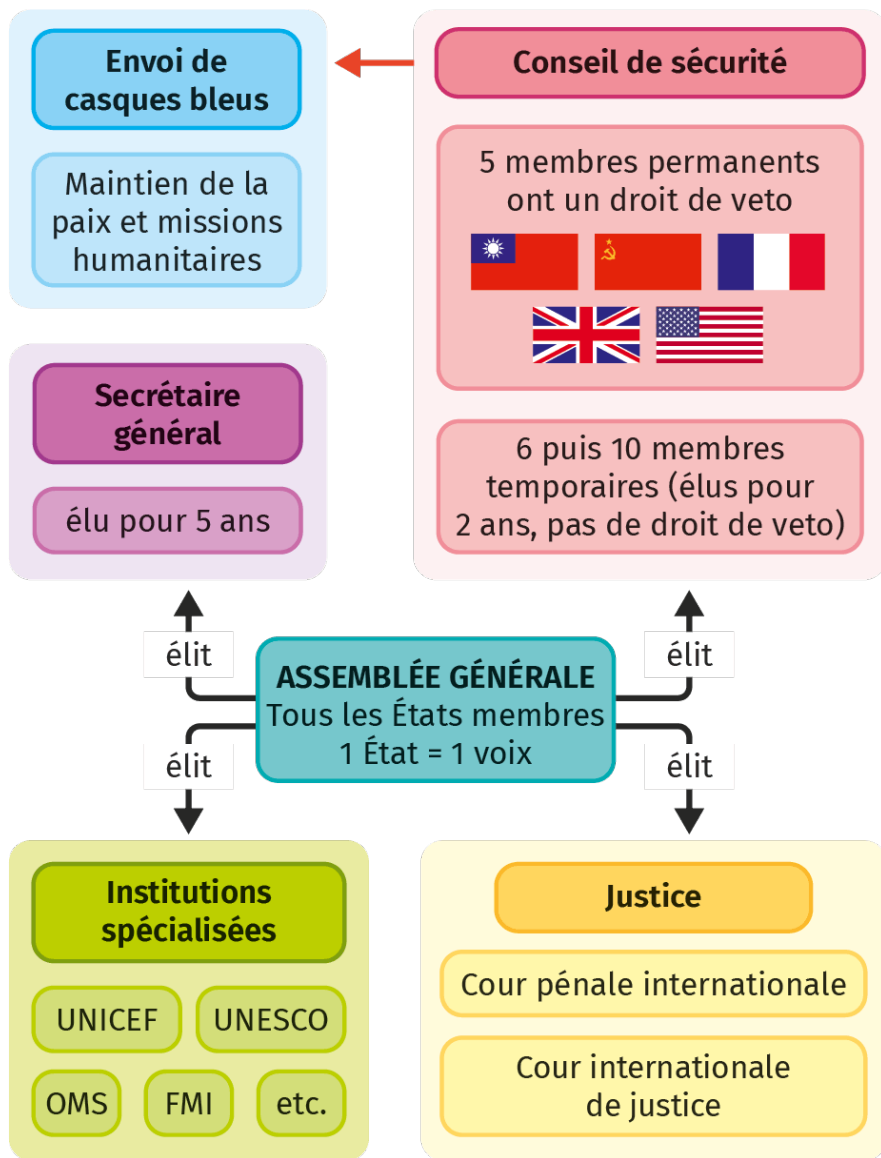 Envoi de
casques bleus
Maintien de la
paix et missions
humanitaires
Conseil de sécurité
5 membres permanents
ont un droit de veto
6 puis 10 membres
temporaires (élus pour
2 ans, pas de droit de veto)
Secrétaire
général
élu pour 5 ans
élit
élit
ASSEMBLÉE GÉNÉRALE
Tous les États membres
1 État = 1 voix
élit
élit
Institutions
spécialisées
UNICEF
UNESCO
OMS
FMI
etc.
Justice
Cour pénale internationale
Cour internationale
de justice